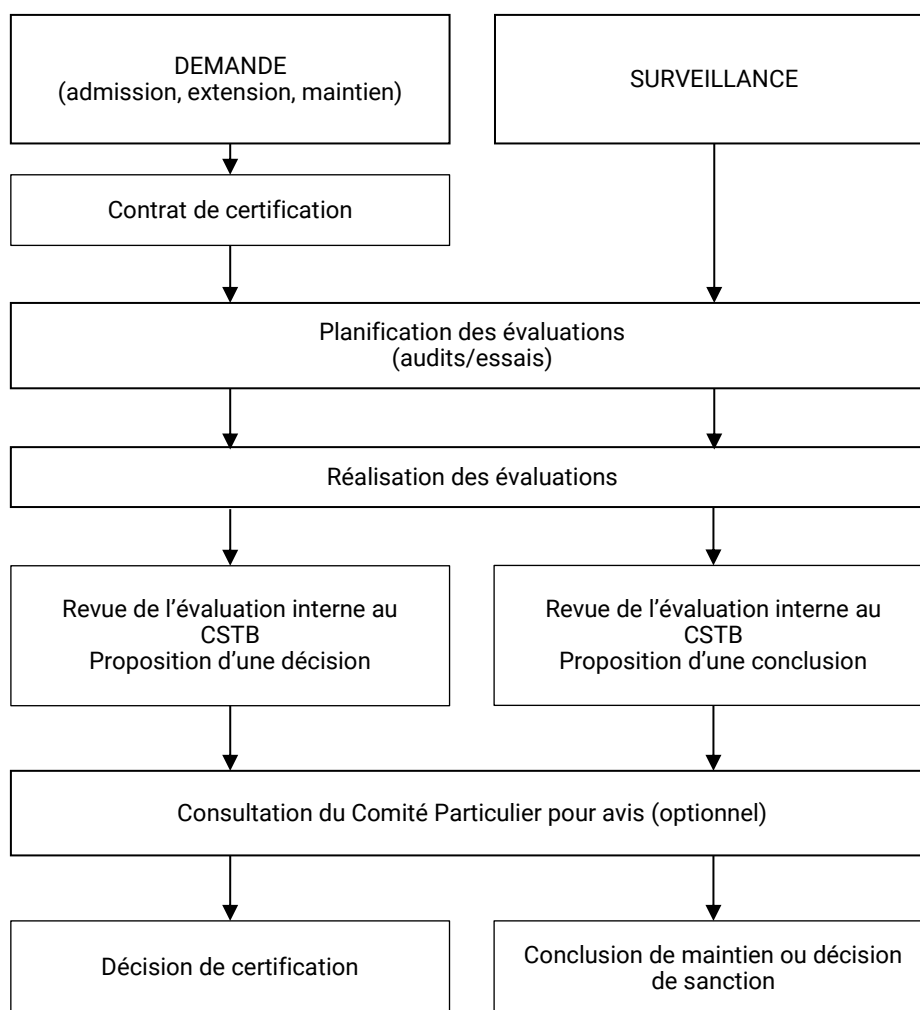 DEMANDE
(admission, extension, maintien)
SURVEILLANCE
Contrat de certification
Planification des évaluations
(audits/essais)
Réalisation des évaluations
Revue de l’évaluation interne au
CSTB
Proposition d’une décision
Revue de l’évaluation interne au
CSTB
Proposition d’une conclusion
Consultation du Comité Particulier pour avis (optionnel)
Décision de certification
Conclusion de maintien ou décision
de sanction